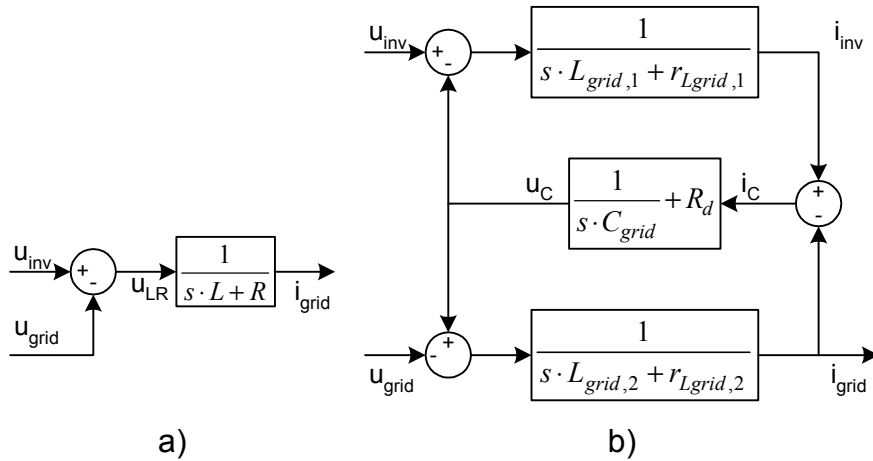 u_inv
+
-
u_LR
1
s·L+R
i_grid
u_grid
a)
u_inv
+
-
1
s·L_grid,1+r_Lgrid,1
i_inv
u_C
1
s·C_grid
+R_d
i_C
+
-
u_grid
-
+
1
s·L_grid,2+r_Lgrid,2
i_grid
b)